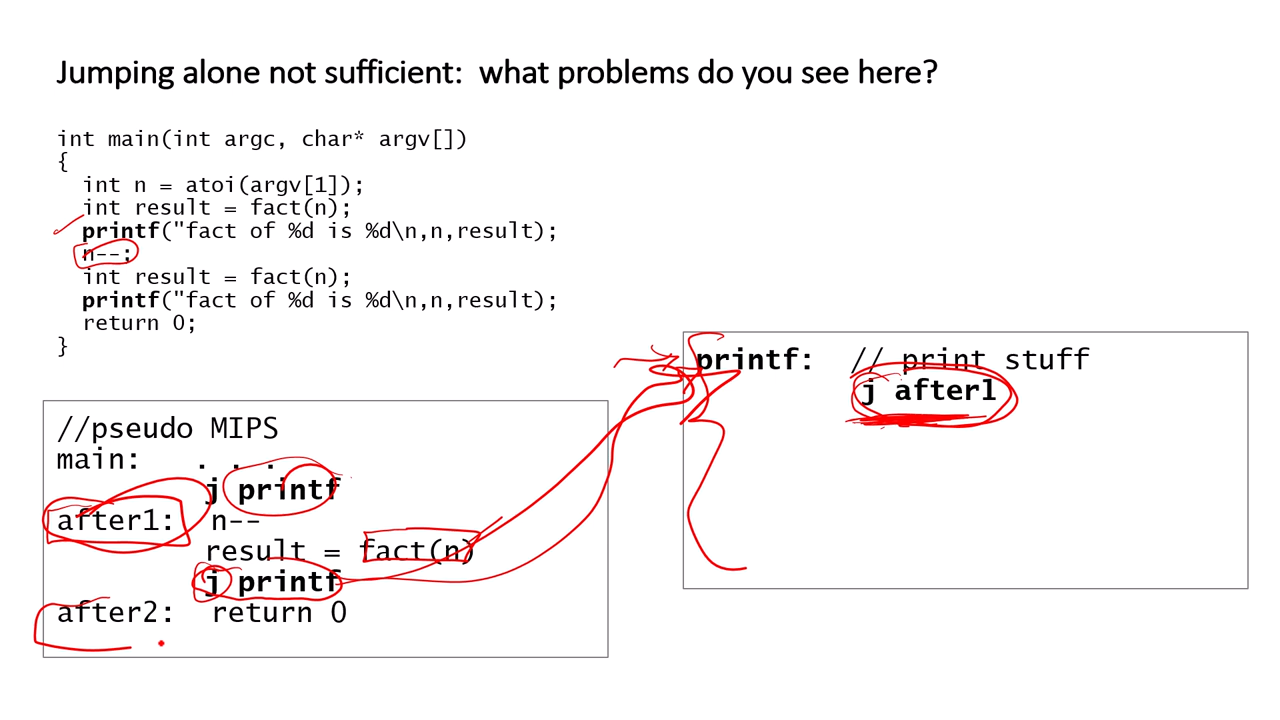 Jumping alone not sufficient:  what problems do you see here?
int main(int argc, char* argv[])
{
  int n = atoi(argv[1]);
  int result = fact(n);
  printf("fact of %d is %d\n,n,result);
  n--;
  int result = fact(n);
  printf("fact of %d is %d\n,n,result);
  return 0;
}
//pseudo MIPS
main:   . . .
        j printf
after1:  n--
        result = fact(n)
        j printf
after2:  return 0
printf:  // print stuff
         j after1